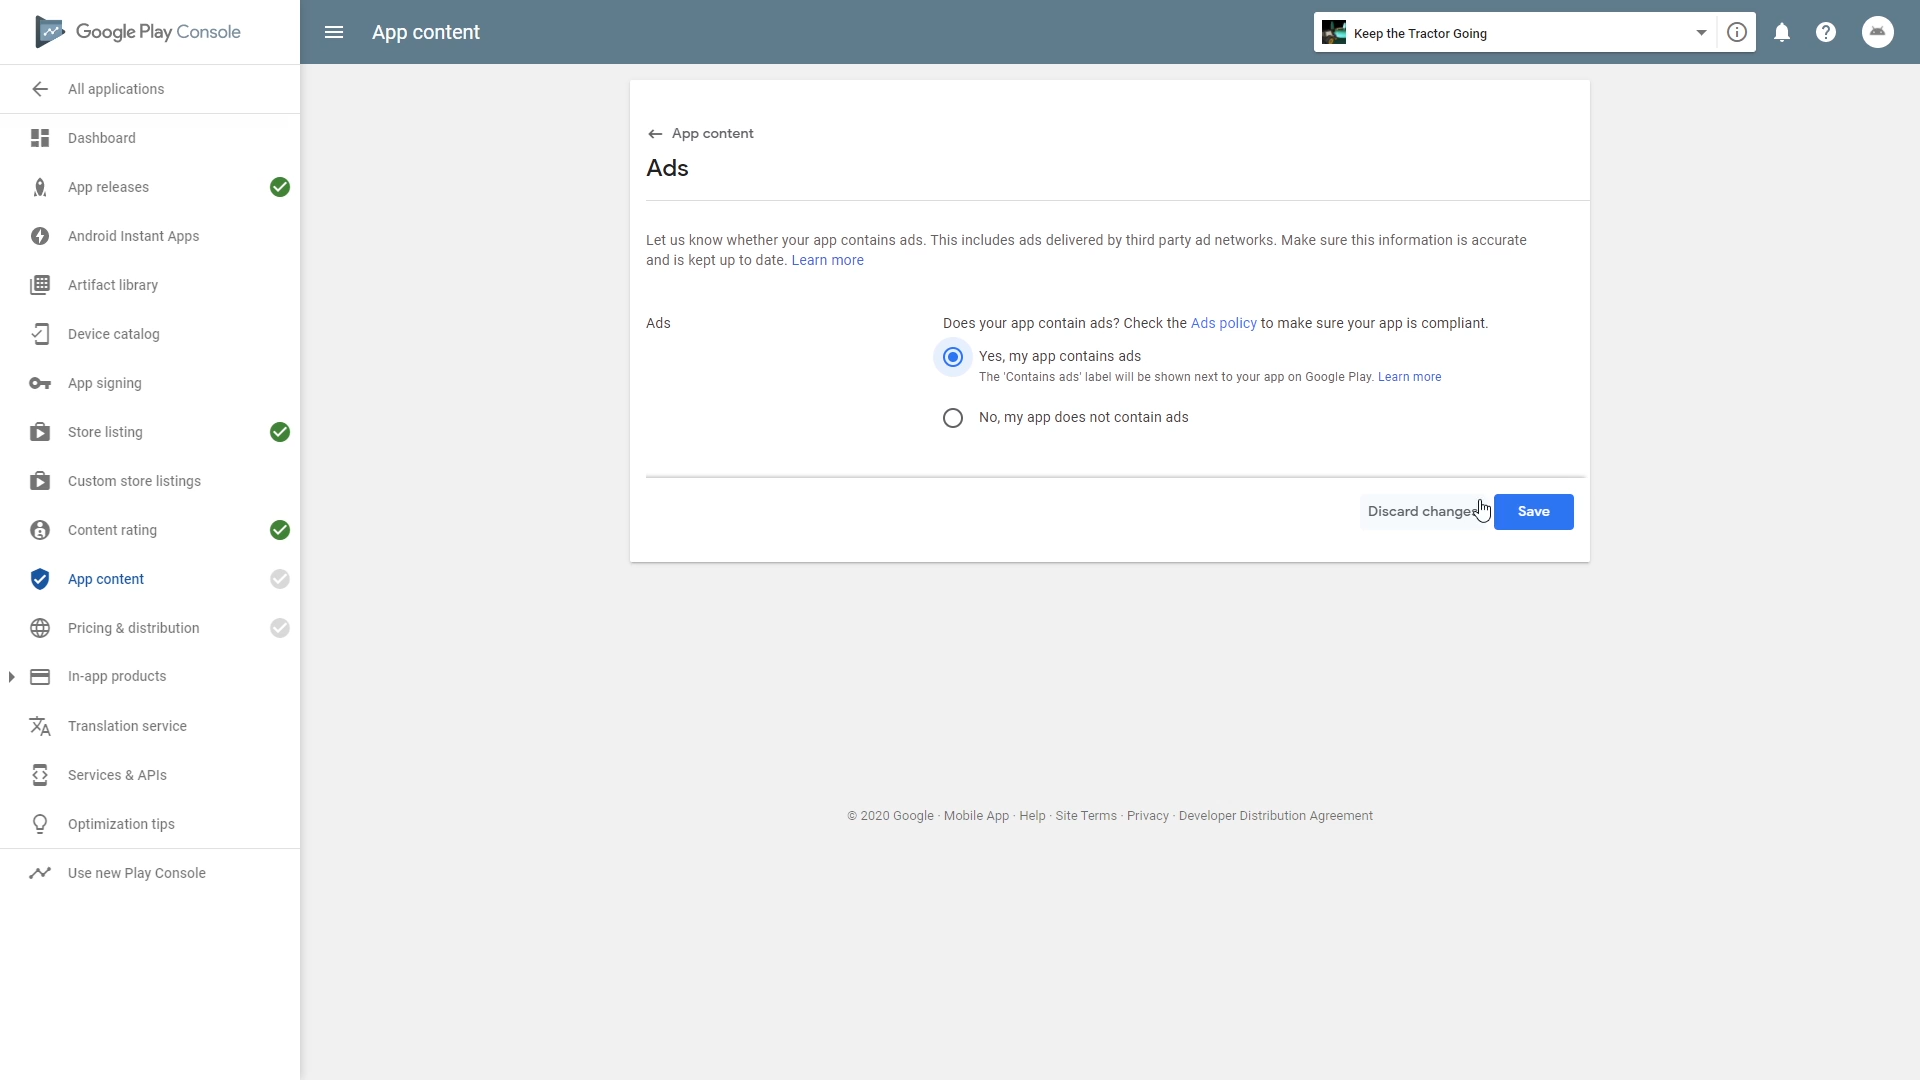 Google Play Console
App content
Keep the Tractor Going
All applications
Dashboard
App releases
Android Instant Apps
Artifact library
Device catalog
App signing
Store listing
Custom store listings
Content rating
App content
Pricing & distribution
In-app products
Translation service
Services & APIs
Optimization tips
Use new Play Console
App content
Ads
Let us know whether your app contains ads. This includes ads delivered by third party ad networks. Make sure this information is accurate
and is kept up to date. Learn more
Ads
Does your app contain ads? Check the Ads policy to make sure your app is compliant.
Yes, my app contains ads
The 'Contains ads' label will be shown next to your app on Google Play. Learn more
No, my app does not contain ads
Discard changes
Save
© 2020 Google · Mobile App · Help · Site Terms · Privacy · Developer Distribution Agreement